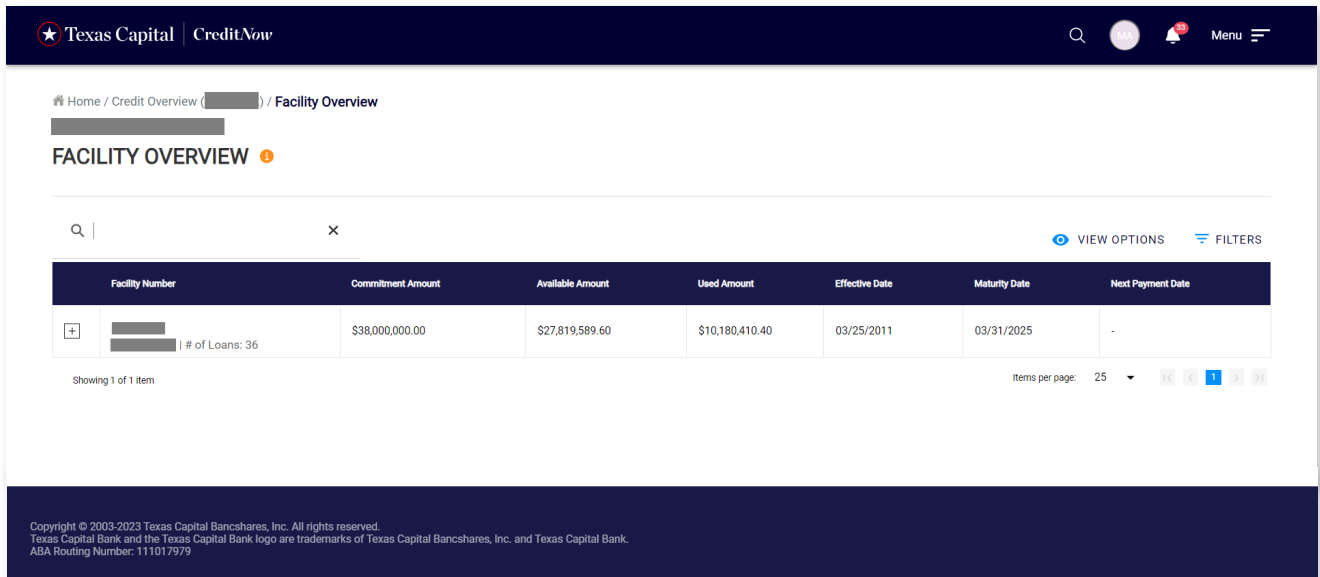 Texas Capital | CreditNow
MA
33
Menu
Home / Credit Overview ( ) / Facility Overview
FACILITY OVERVIEW
VIEW OPTIONS
FILTERS
Facility Number Commitment Amount Available Amount Used Amount Effective Date Maturity Date Next Payment Date
+ $38,000,000.00 $27,819,589.60 $10,180,410.40 03/25/2011 03/31/2025 -
| # of Loans: 36
Showing 1 of 1 item
Items per page: 25 |< < 1 > >|
Copyright © 2003-2023 Texas Capital Bancshares, Inc. All rights reserved.
Texas Capital Bank and the Texas Capital Bank logo are trademarks of Texas Capital Bancshares, Inc. and Texas Capital Bank.
ABA Routing Number: 111017979